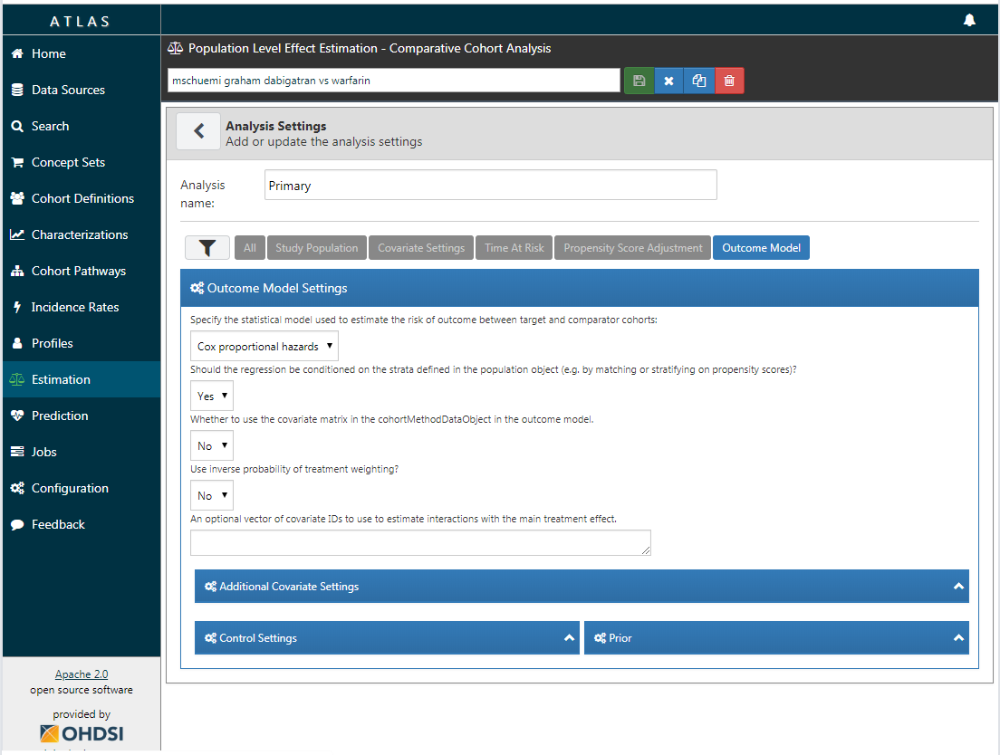 ATLAS
Home
Data Sources
Search
Concept Sets
Cohort Definitions
Characterizations
Cohort Pathways
Incidence Rates
Profiles
Estimation
Prediction
Jobs
Configuration
Feedback
Apache 2.0
open source software
provided by
OHDSI
Population Level Effect Estimation - Comparative Cohort Analysis
mschuemi graham dabigatran vs warfarin
Analysis Settings
Add or update the analysis settings
Analysis
name:
Primary
All Study Population Covariate Settings Time At Risk Propensity Score Adjustment Outcome Model
Outcome Model Settings
Specify the statistical model used to estimate the risk of outcome between target and comparator cohorts:
Cox proportional hazards
Should the regression be conditioned on the strata defined in the population object (e.g. by matching or stratifying on propensity scores)?
Yes
Whether to use the covariate matrix in the cohortMethodDataObject in the outcome model.
No
Use inverse probability of treatment weighting?
No
An optional vector of covariate IDs to use to estimate interactions with the main treatment effect.
Additional Covariate Settings
Control Settings
Prior